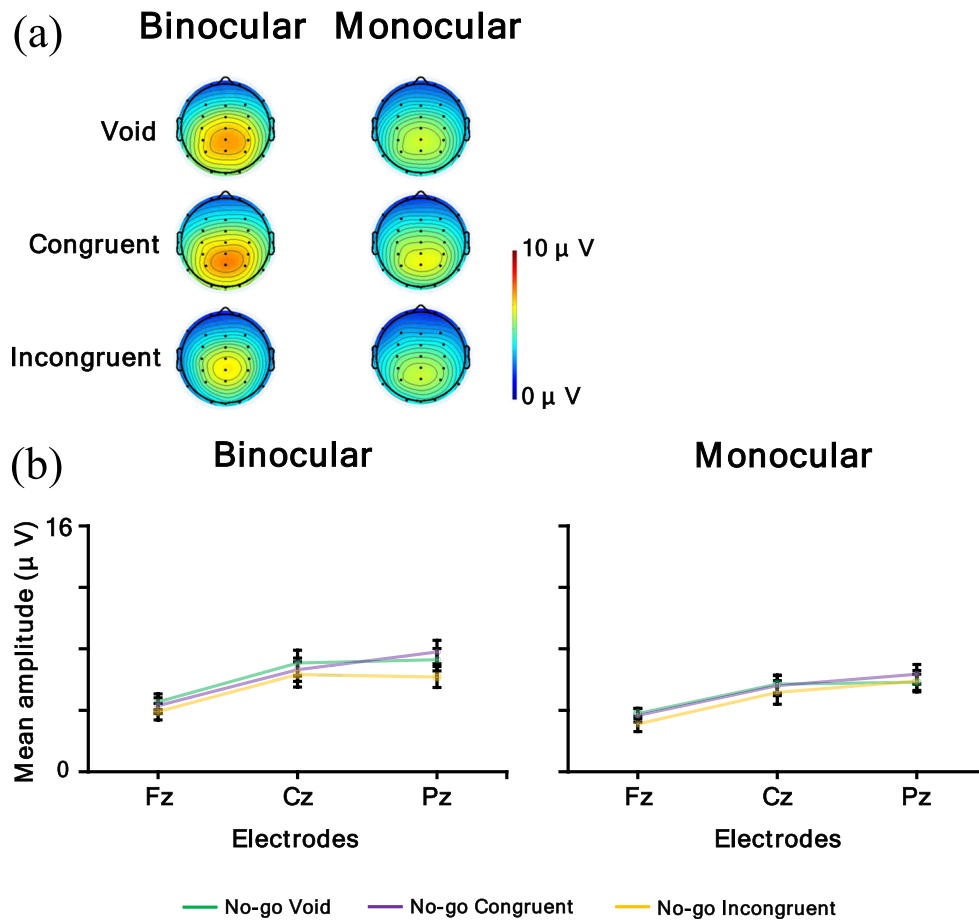 (a)
Binocular Monocular
Void
Congruent
Incongruent
10 μ V
0 μ V
(b)
Binocular
Monocular
Mean amplitude (μ V)
16
0
Fz Cz Pz
Electrodes
Fz Cz Pz
Electrodes
No-go Void No-go Congruent No-go Incongruent